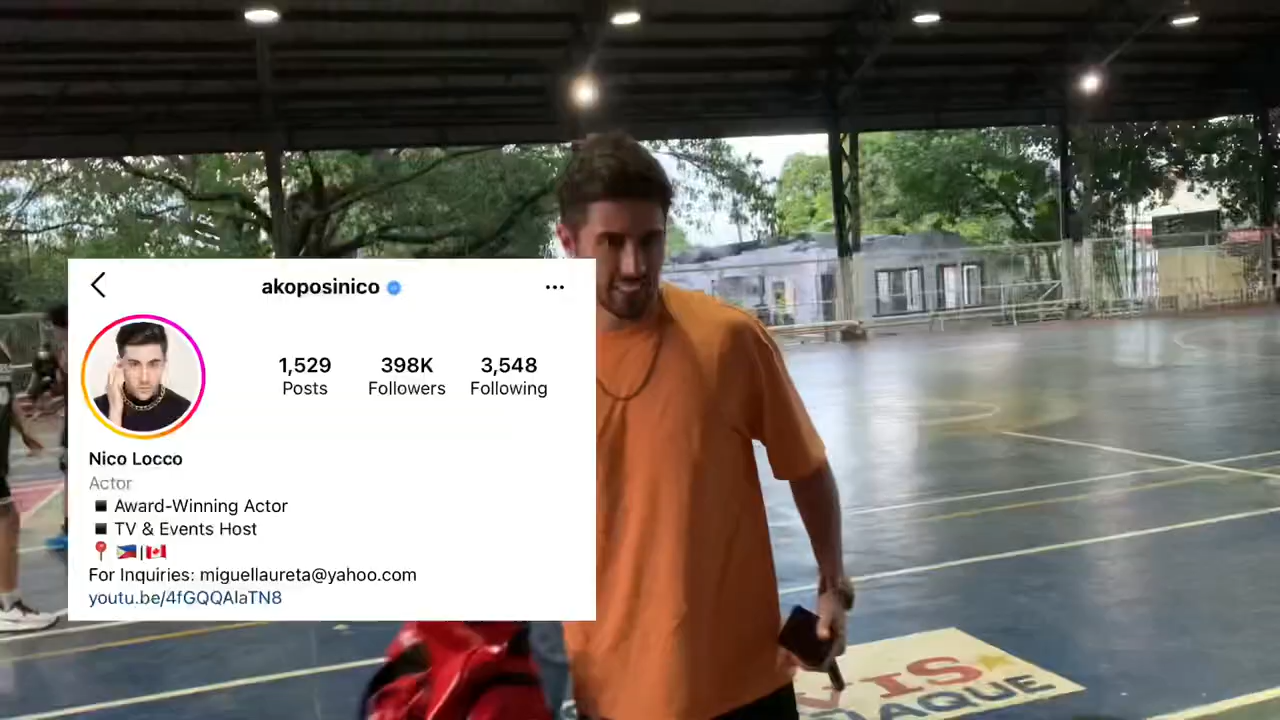 akoposinico
1,529 398K 3,548
Posts Followers Following
Nico Locco
Actor
Award-Winning Actor
TV & Events Host
For Inquiries: miguellaureta@yahoo.com
youtu.be/4fGQQAlaTN8